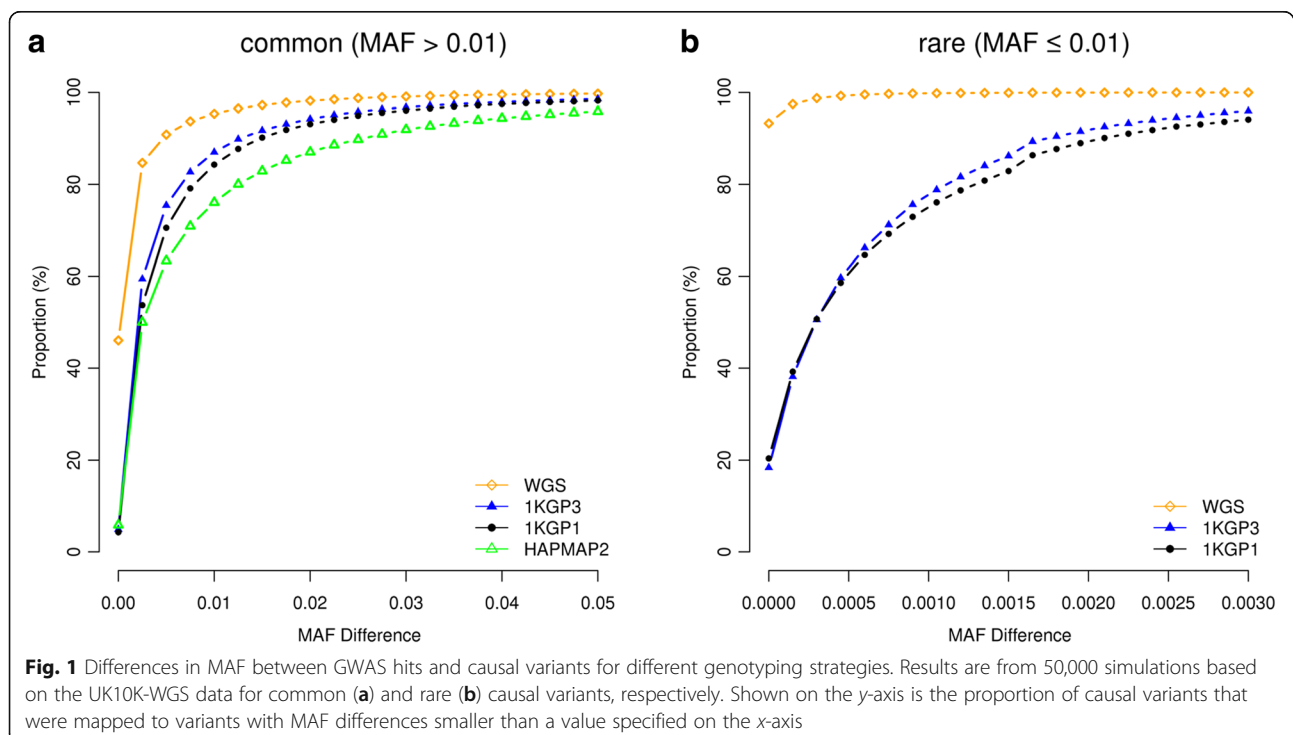 a
common (MAF > 0.01)
Proportion (%)
100
80
60
40
20
0
WGS
1KGP3
1KGP1
HAPMAP2
0.00
0.01
0.02
0.03
0.04
0.05
MAF Difference
b
rare (MAF ≤ 0.01)
Proportion (%)
100
80
60
40
20
0
WGS
1KGP3
1KGP1
0.0000
0.0005
0.0010
0.0015
0.0020
0.0025
0.0030
MAF Difference
Fig. 1 Differences in MAF between GWAS hits and causal variants for different genotyping strategies. Results are from 50,000 simulations based
on the UK10K-WGS data for common (a) and rare (b) causal variants, respectively. Shown on the y-axis is the proportion of causal variants that
were mapped to variants with MAF differences smaller than a value specified on the x-axis